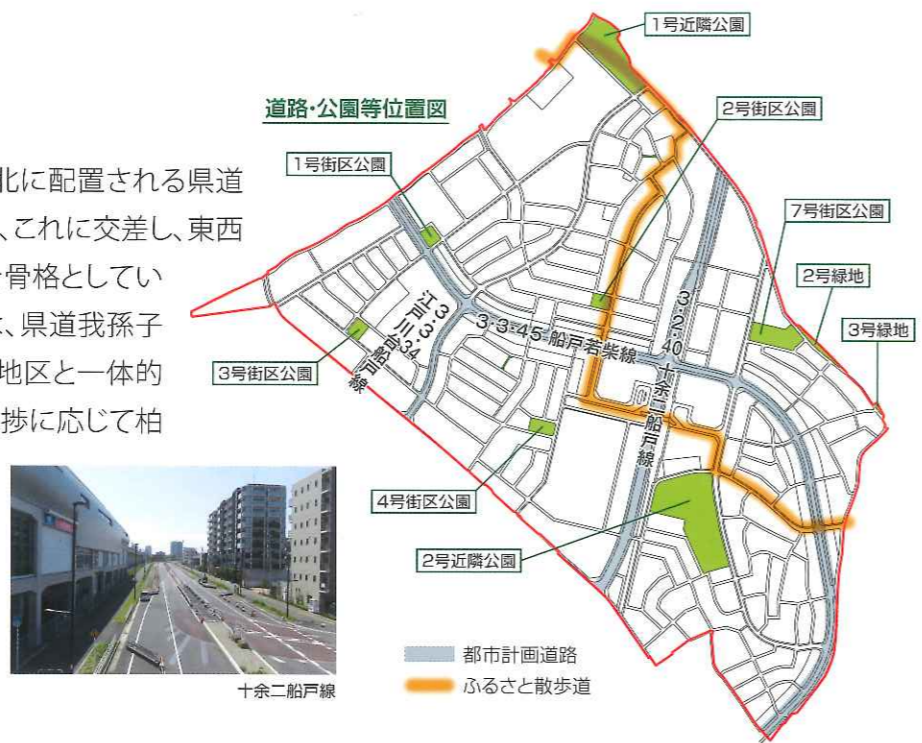 道路・公園等位置図
北に配置される県道
、これに交差し、東西
骨格としてい
、県道我孫子
地区と一体的
捗に応じて柏
1号近隣公園
2号街区公園
1号街区公園
7号街区公園
2号緑地
3号緑地
3号街区公園
4号街区公園
2号近隣公園
3・3・34
江戸川台船戸線
3・3・45 船戸若柴線
3・2・40 十余二船戸線
都市計画道路
ふるさと散歩道
十余二船戸線